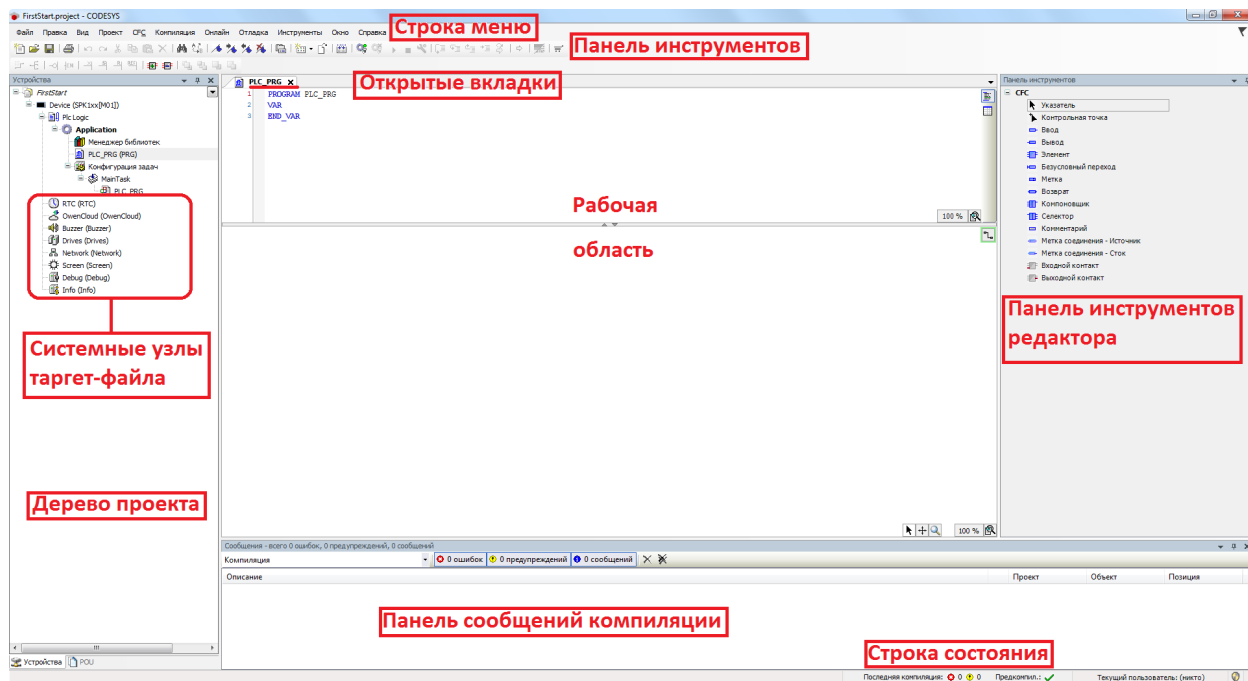 FirstStart.project - CODESYS
Файл Правка Вид Проект CFC Компиляция Онлайн Отладка Инструменты Окно Справка
Строка меню
Панель инструментов
Устройства
FirstStart
Device (SPK1xx[M01])
Plc Logic
Application
Менеджер библиотек
PLC_PRG (PRG)
Конфигурация задач
MainTask
PLC_PRG
RTC (RTC)
OwenCloud (OwenCloud)
Buzzer (Buzzer)
Drives (Drives)
Network (Network)
Screen (Screen)
Debug (Debug)
Info (Info)
Системные узлы
таргет-файла
Дерево проекта
Устройства POU
PLC_PRG X
Открытые вкладки
1 PROGRAM PLC_PRG
2 VAR
3 END_VAR
Рабочая
область
100 %
100 %
Панель инструментов
CFC
Указатель
Контрольная точка
Ввод
Вывод
Элемент
Безусловный переход
Метка
Возврат
Компоновщик
Селектор
Комментарий
Метка соединения - Источник
Метка соединения - Сток
Входной контакт
Выходной контакт
Панель инструментов
редактора
Сообщения - всего 0 ошибок, 0 предупреждений, 0 сообщений
Компиляция 0 ошибок 0 предупреждений 0 сообщений
Описание Проект Объект Позиция
Панель сообщений компиляции
Строка состояния
Последняя компиляция: 0 0 Предкомпил.: Текущий пользователь: (никто)